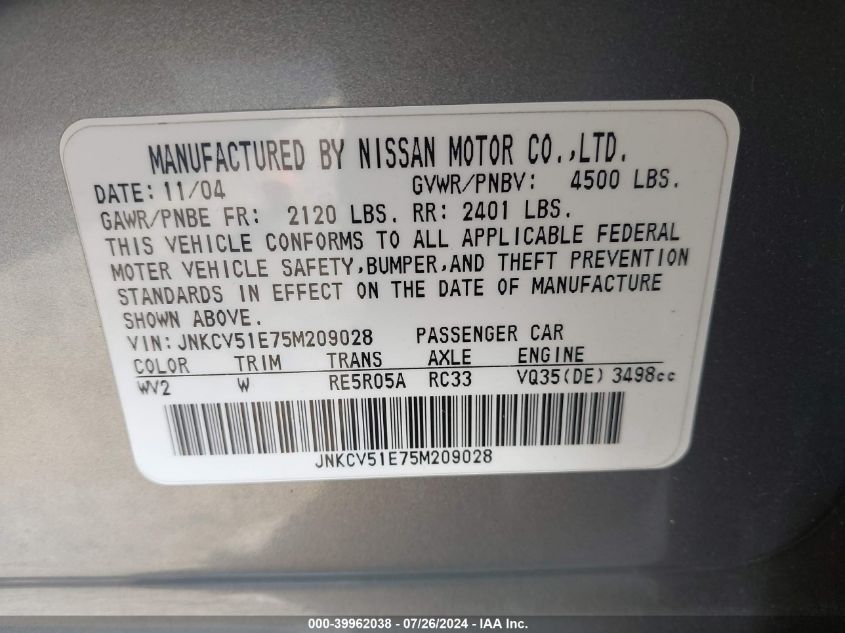 MANUFACTURED BY NISSAN MOTOR CO.,LTD.
DATE: 11/04 GVWR/PNBV: 4500 LBS.
GAWR/PNBE FR: 2120 LBS. RR: 2401 LBS.
THIS VEHICLE CONFORMS TO ALL APPLICABLE FEDERAL
MOTER VEHICLE SAFETY,BUMPER,AND THEFT PREVENTION
STANDARDS IN EFFECT ON THE DATE OF MANUFACTURE
SHOWN ABOVE.
VIN: JNKCV51E75M209028 PASSENGER CAR
COLOR TRIM TRANS AXLE ENGINE
WV2 W RE5R05A RC33 VQ35(DE) 3498cc
JNKCV51E75M209028
000-39962038 - 07/26/2024 - IAA Inc.